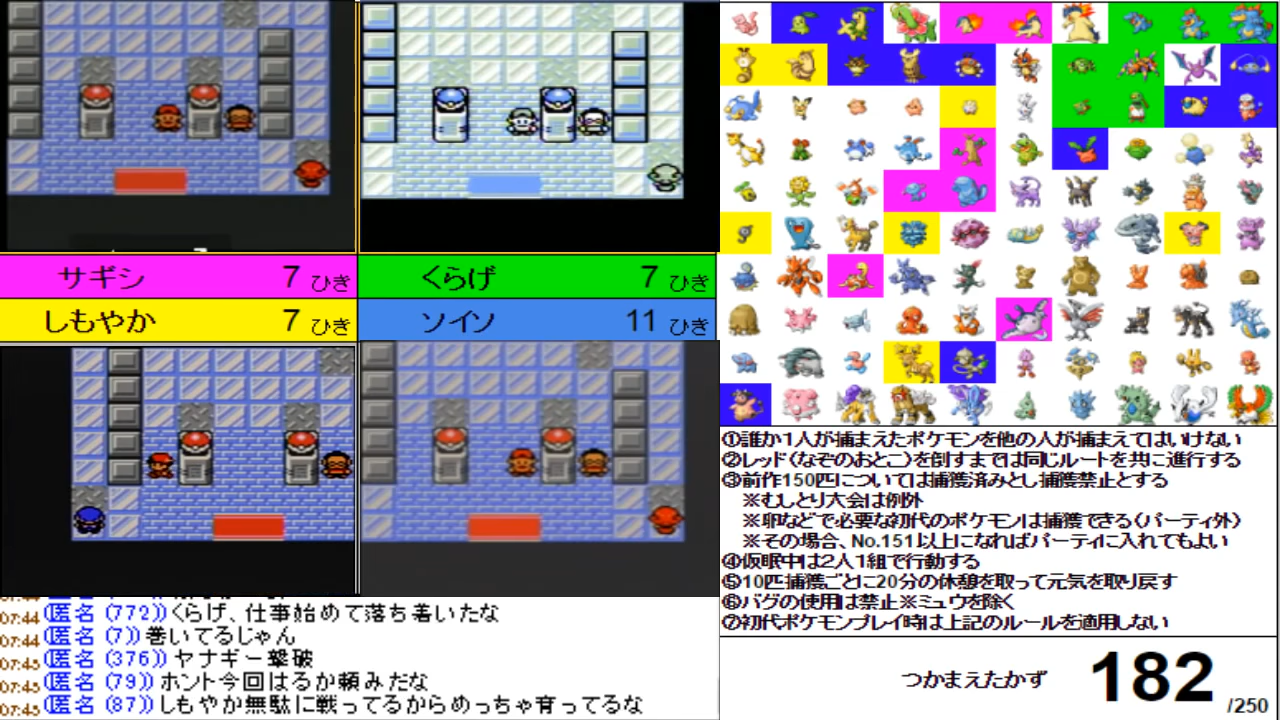 サギシ 7 ひき
くらげ 7 ひき
しもやか 7 ひき
ソイソ 11 ひき
07:44 (匿名 (772)) くらげ、仕事始めて落ち着いたな
07:44 (匿名 (7)) 巻いてるじゃん
07:45 (匿名 (376)) ヤナギー撃破
07:45 (匿名 (79)) ホント今回はるか頼みだな
07:45 (匿名 (87)) しもやか無駄に戦ってるからめっちゃ育ってるな
①誰か1人が捕まえたポケモンを他の人が捕まえてはいけない
②レッド(なぞのおとこ)を倒すまでは同じルートを共に進行する
③前作150匹については捕獲済みとし捕獲禁止とする
※むしとり大会は例外
※卵などで必要な初代のポケモンは捕獲できる(パーティ外)
※その場合、No.151以上になればパーティに入れてもよい
④仮眠中は2人1組で行動する
⑤10匹捕獲ごとに20分の休憩を取って元気を取り戻す
⑥バグの使用は禁止※ミュウを除く
⑦初代ポケモンプレイ時は上記のルールを適用しない
つかまえたかず 182 /250